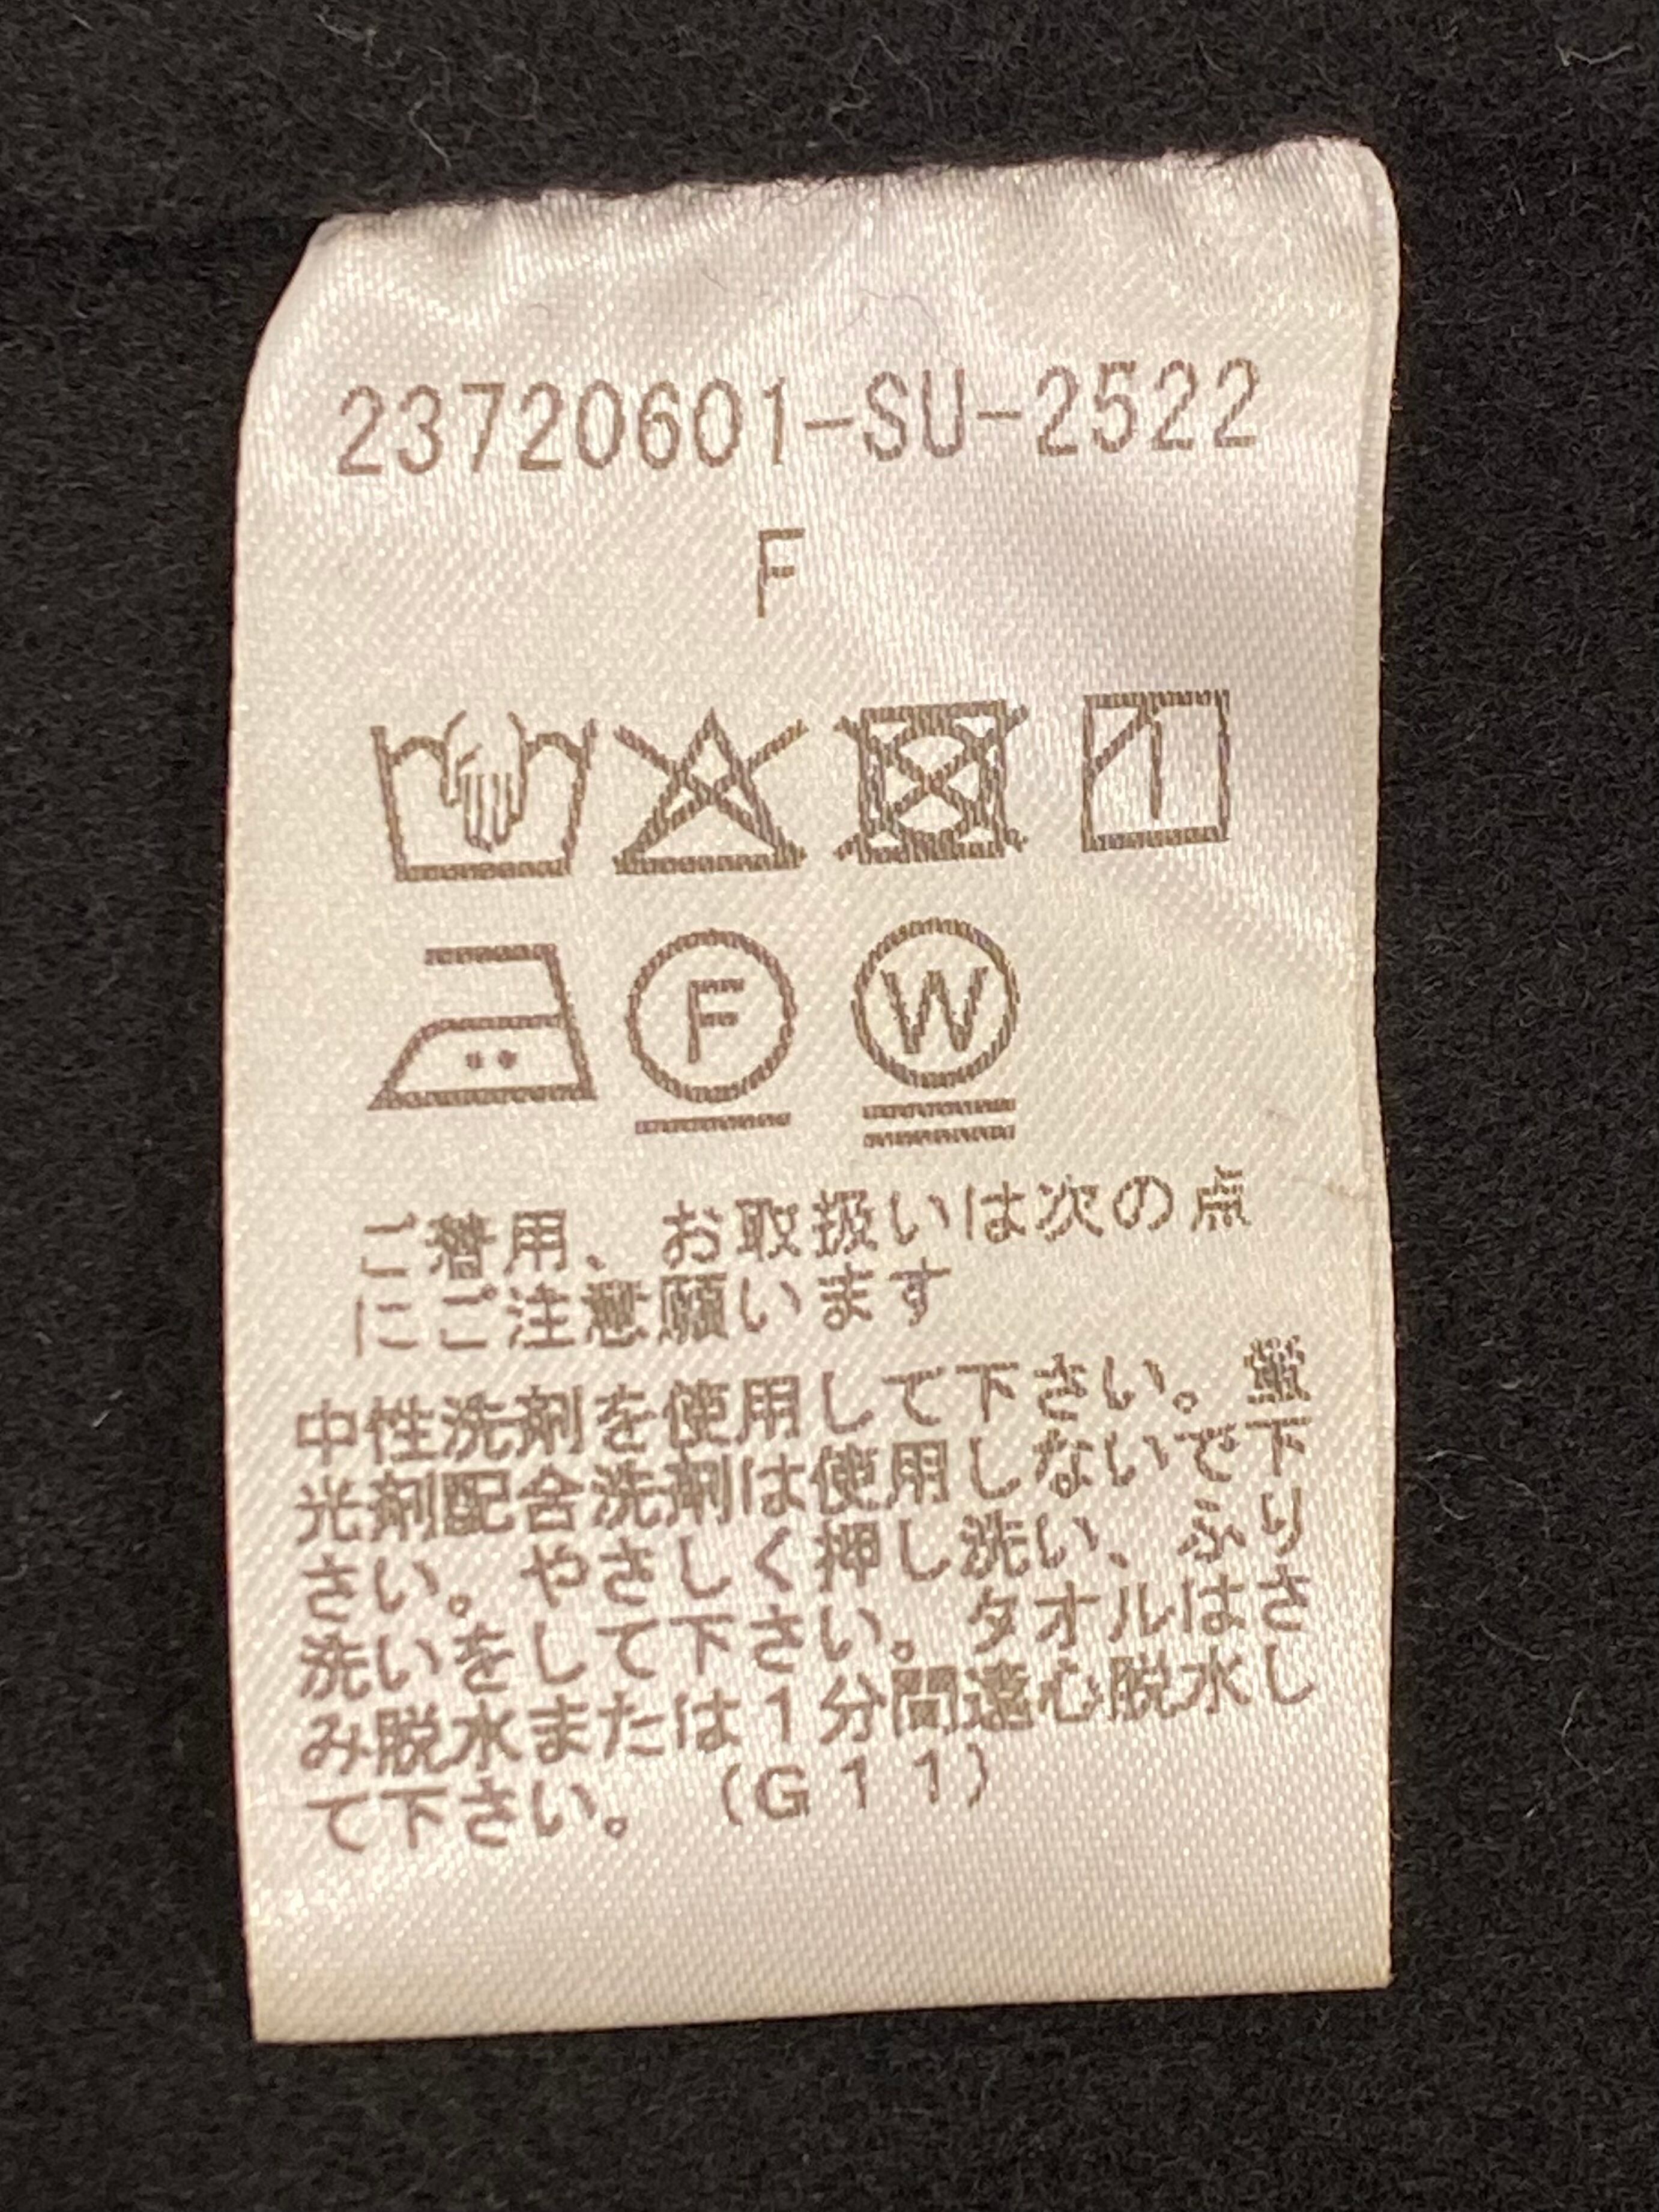 23720601-SU-2522
F
F
W
ご着用、お取扱いは次の点
にご注意願います
中性洗剤を使用して下さい。蛍
光剤配合洗剤は使用しないで下
さい。やさしく押し洗い、ふり
洗いをして下さい。タオルはさ
み脱水または1分間遠心脱水し
て下さい。（G11）